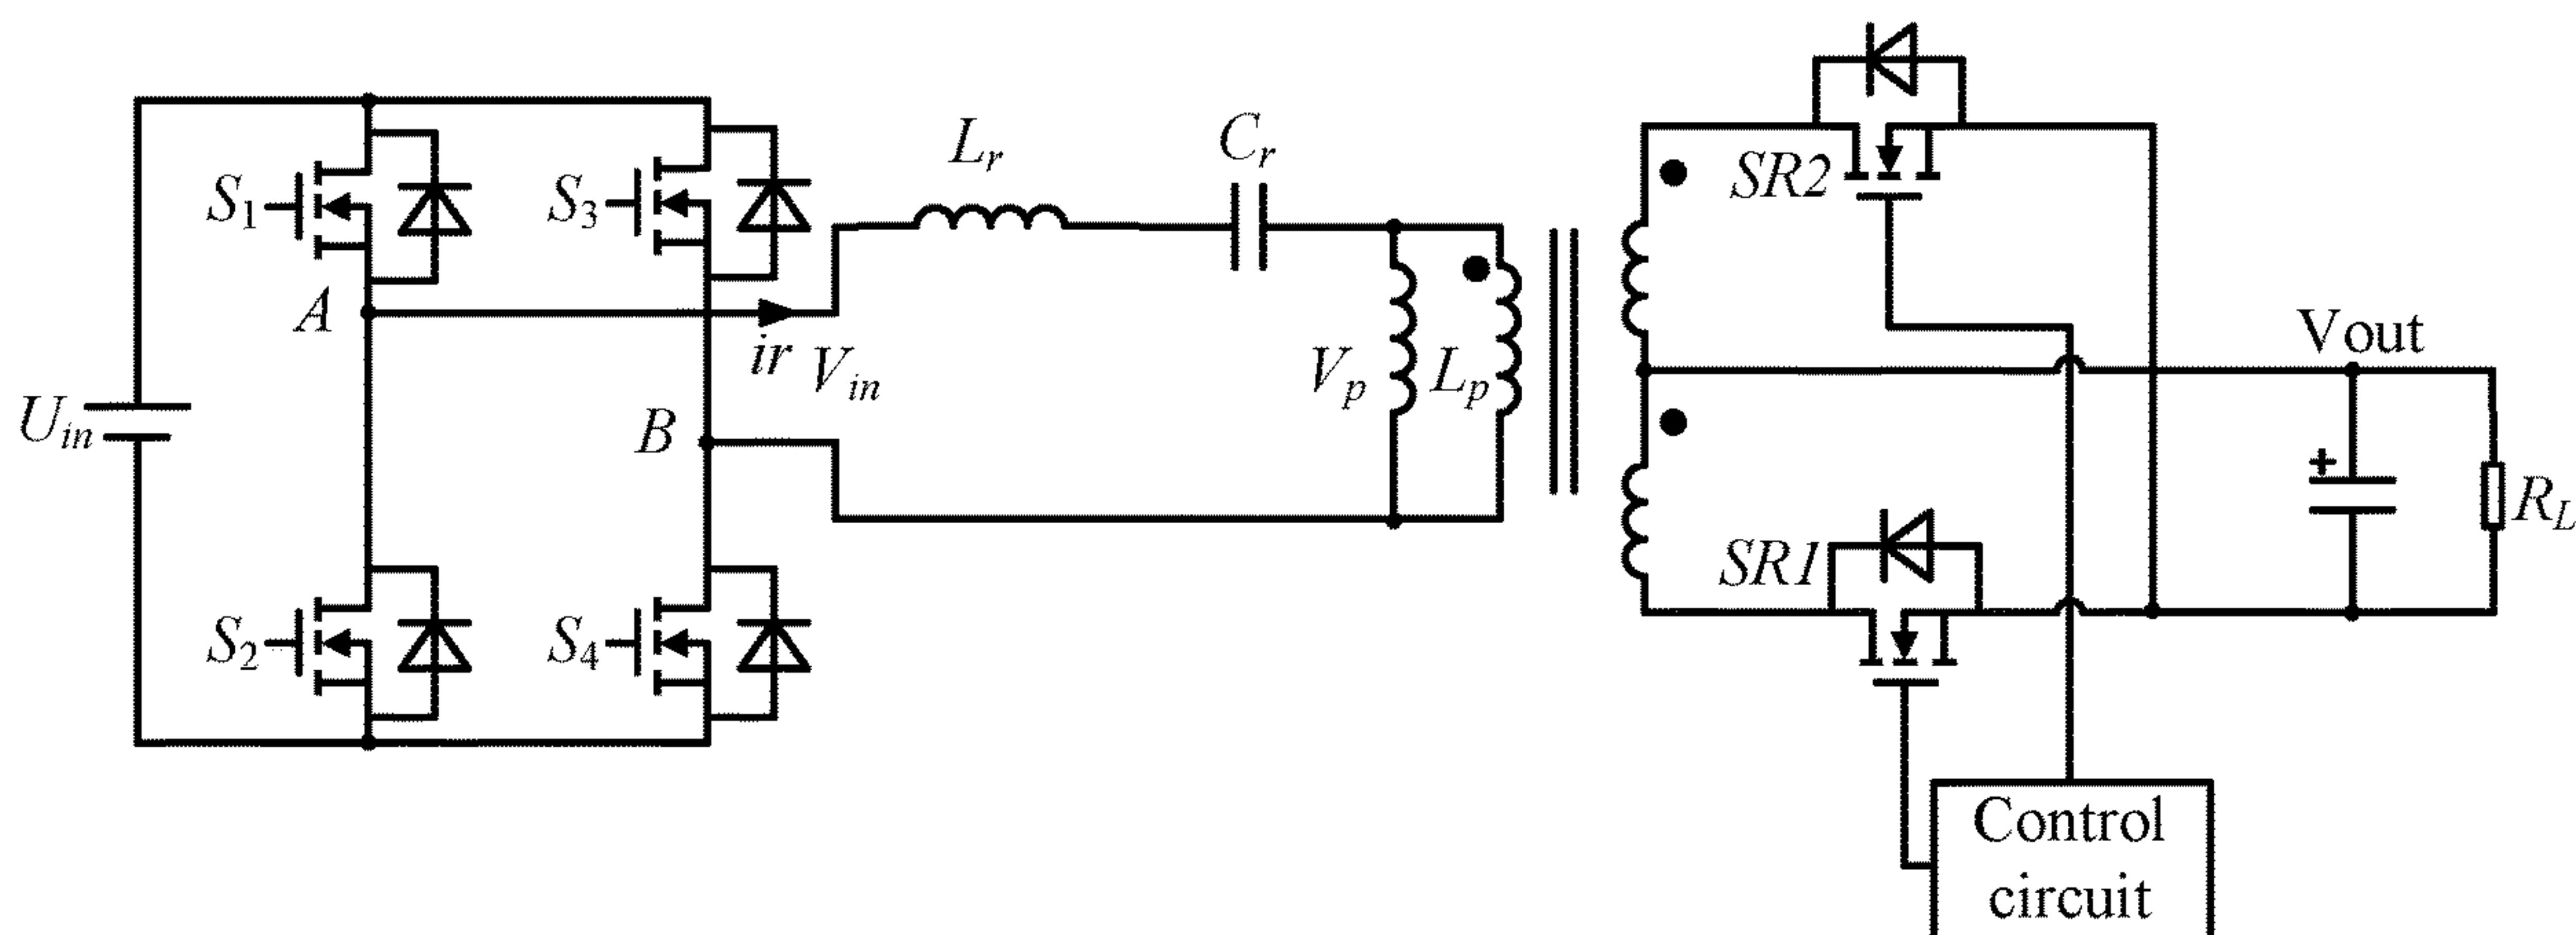 S1
S3
Lr
Cr
SR2
A
ir
Vin
Vp
Lp
Vout
Uin
B
+
SR1
RL
S2
S4
Control
circuit